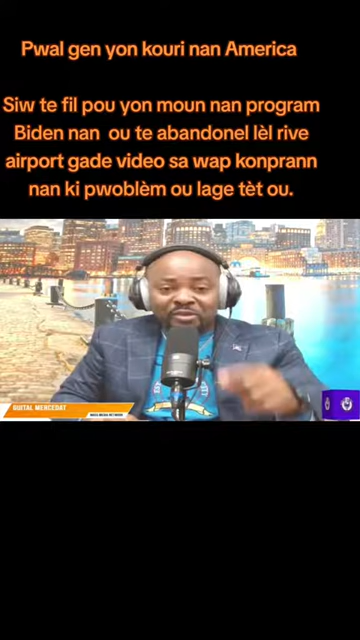 Pwal gen yon kouri nan America
Siw te fil pou yon moun nan program
Biden nan ou te abandonel lèl rive
airport gade video sa wap konprann
nan ki pwoblèm ou lage tèt ou.
GUITAL MERCEDAT